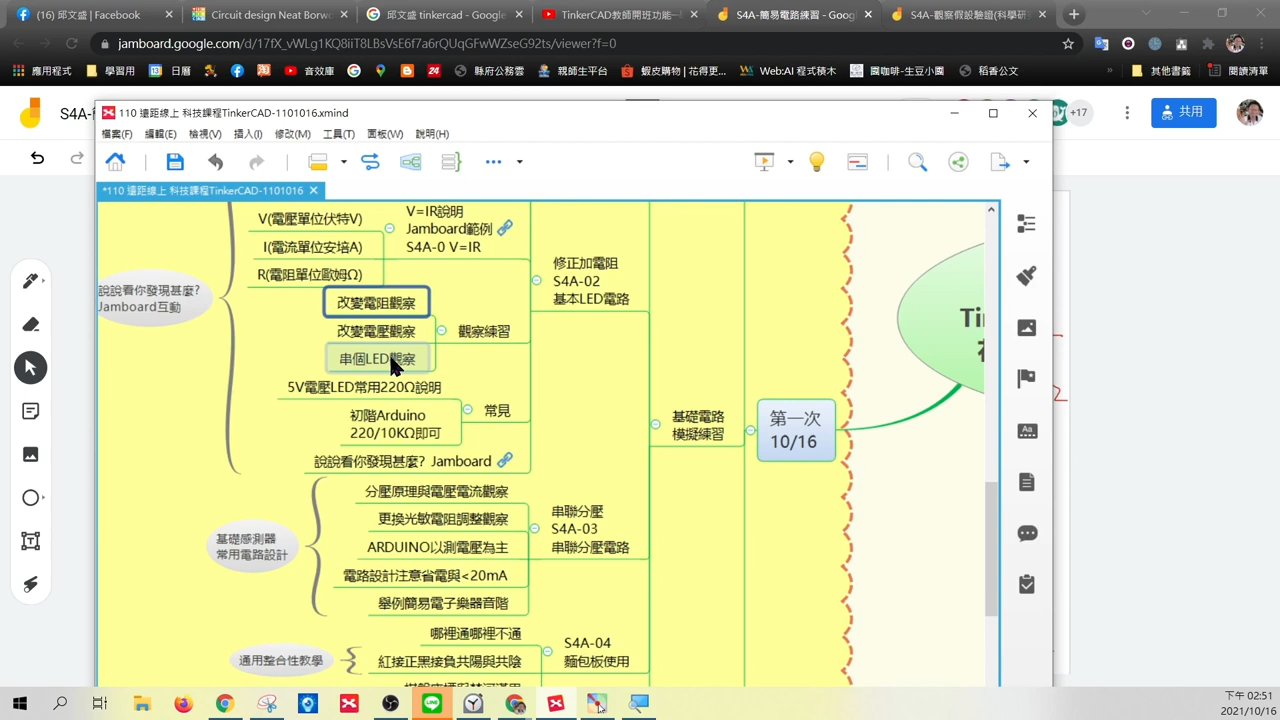 (16) 邱文盛 | Facebook
Circuit design Neat Borwo
邱文盛 tinkercad - Google
TinkerCAD教師開班功能一
S4A-簡易電路練習 - Goog
S4A-觀察假設驗證(科學研
jamboard.google.com/d/17fX_vWLg1KQ8iiT8LBsVsE6f7a6rQUqGFwWZseG92ts/viewer?f=0
應用程式
學習用
日曆
音效庫
縣府公務雲
親師生平台
蝦皮購物 | 花得更...
Web:AI 程式積木
國咖啡-生豆小圍
稻香公文
其他書籤
閱讀清單
S4A-
+17
共用
110 遠距線上 科技課程TinkerCAD-1101016.xmind
檔案(F)
編輯(E)
檢視(V)
插入(I)
修改(M)
工具(T)
面板(W)
說明(H)
*110 遠距線上 科技課程TinkerCAD-1101016
V(電壓單位伏特V)
I(電流單位安培A)
R(電阻單位歐姆Ω)
V=IR說明
Jamboard範例
S4A-0 V=IR
說說看你發現甚麼?
Jamboard互動
改變電阻觀察
改變電壓觀察
串個LED觀察
觀察練習
修正加電阻
S4A-02
基本LED電路
5V電壓LED常用220Ω說明
初階Arduino
220/10KΩ即可
常見
說說看你發現甚麼? Jamboard
基礎電路
模擬練習
第一次
10/16
分壓原理與電壓電流觀察
更換光敏電阻調整觀察
ARDUINO以測電壓為主
電路設計注意省電與<20mA
舉例簡易電子樂器音階
基礎感測器
常用電路設計
串聯分壓
S4A-03
串聯分壓電路
哪裡通哪裡不通
紅接正黑接負共陽與共陰
通用整合性教學
S4A-04
麵包板使用
Ti
下午 02:51
2021/10/16